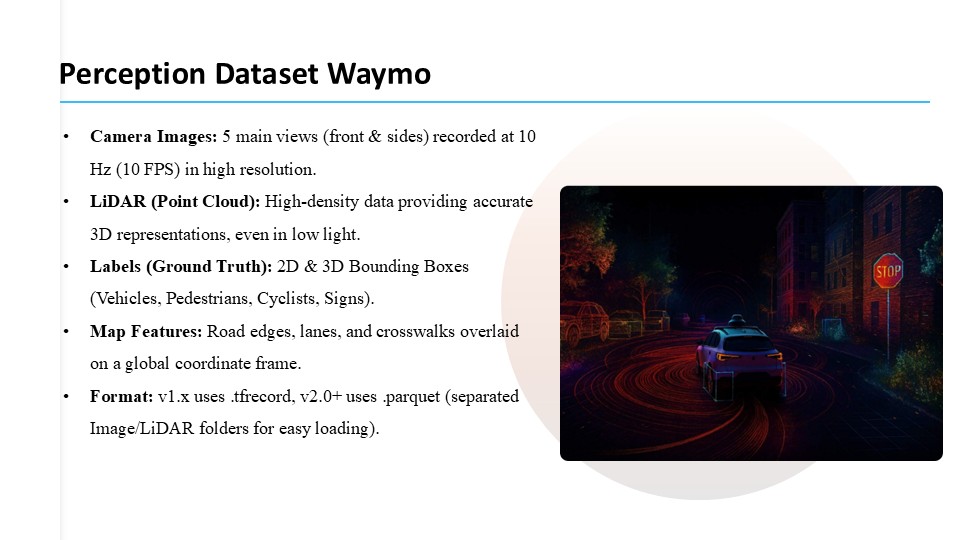 Perception Dataset Waymo
• Camera Images: 5 main views (front & sides) recorded at 10
Hz (10 FPS) in high resolution.
• LiDAR (Point Cloud): High-density data providing accurate
3D representations, even in low light.
• Labels (Ground Truth): 2D & 3D Bounding Boxes
(Vehicles, Pedestrians, Cyclists, Signs).
• Map Features: Road edges, lanes, and crosswalks overlaid
on a global coordinate frame.
• Format: v1.x uses .tfrecord, v2.0+ uses .parquet (separated
Image/LiDAR folders for easy loading).
STOP